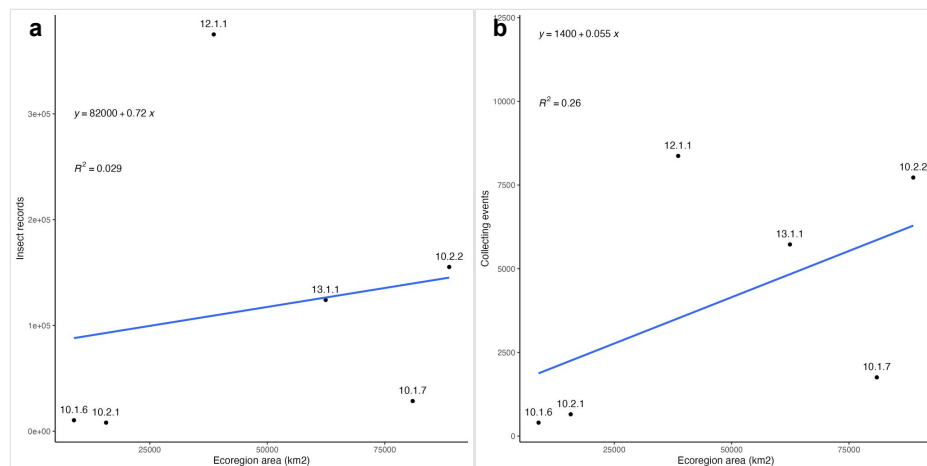 a
12.1.1
y = 82000 + 0.72 x
R² = 0.029
10.2.2
13.1.1
10.1.7
10.1.6
10.2.1
3e+05
2e+05
1e+05
0e+00
Insect records
25000
50000
75000
Ecoregion area (km2)
b
y = 1400 + 0.055 x
R² = 0.26
12.1.1
10.2.2
13.1.1
10.1.7
10.2.1
10.1.6
12500
10000
7500
5000
2500
0
Collecting events
25000
50000
75000
Ecoregion area (km2)